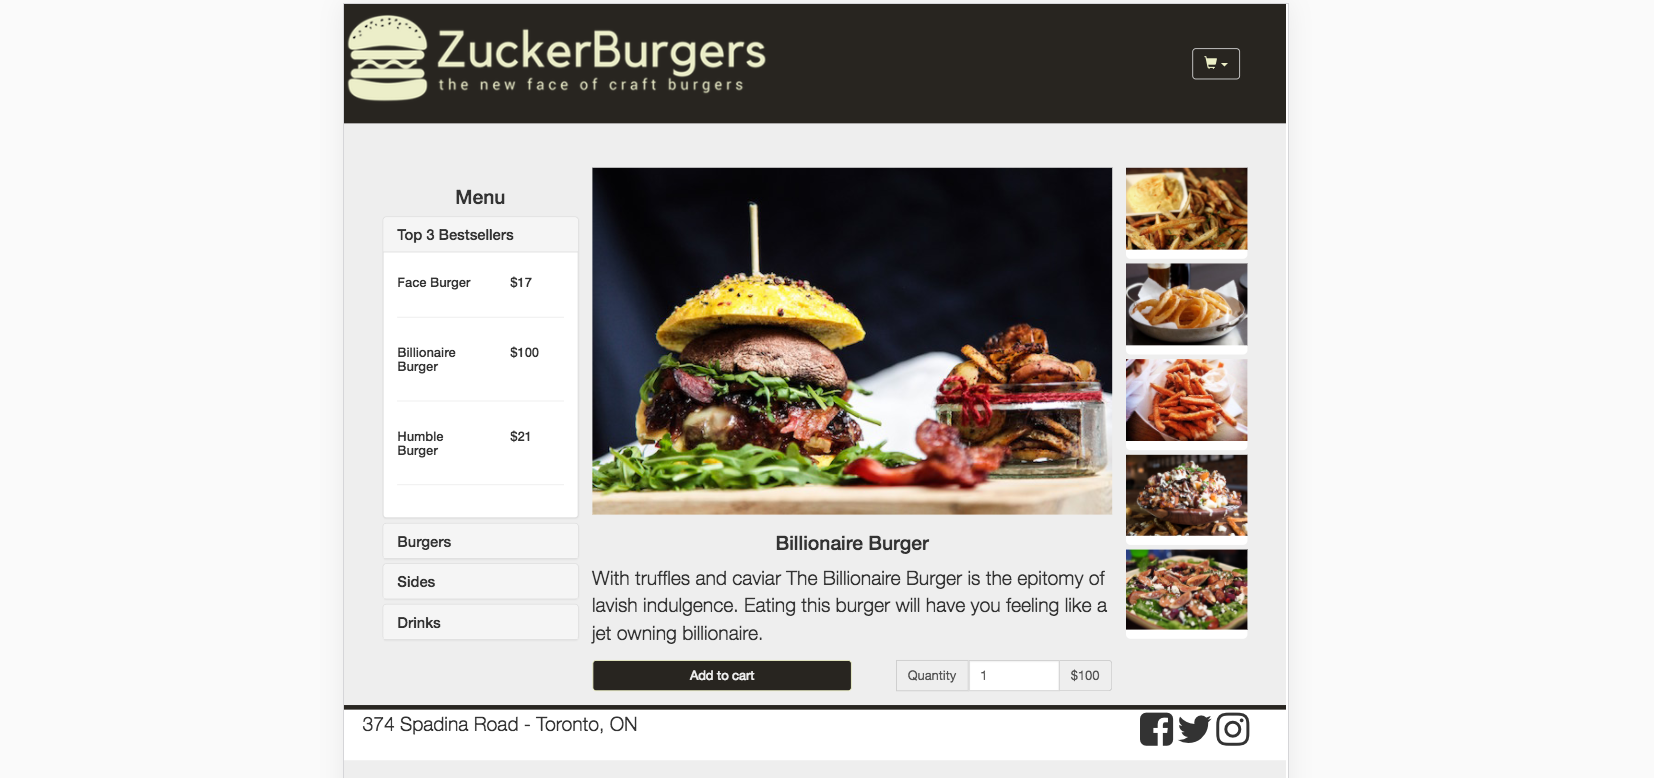 ZuckerBurgers
the new face of craft burgers
Menu
Top 3 Bestsellers
Face Burger $17
Billionaire $100
Burger
Humble $21
Burger
Burgers
Sides
Drinks
Billionaire Burger
With truffles and caviar The Billionaire Burger is the epitomy of
lavish indulgence. Eating this burger will have you feeling like a
jet owning billionaire.
Add to cart
Quantity 1 $100
374 Spadina Road - Toronto, ON